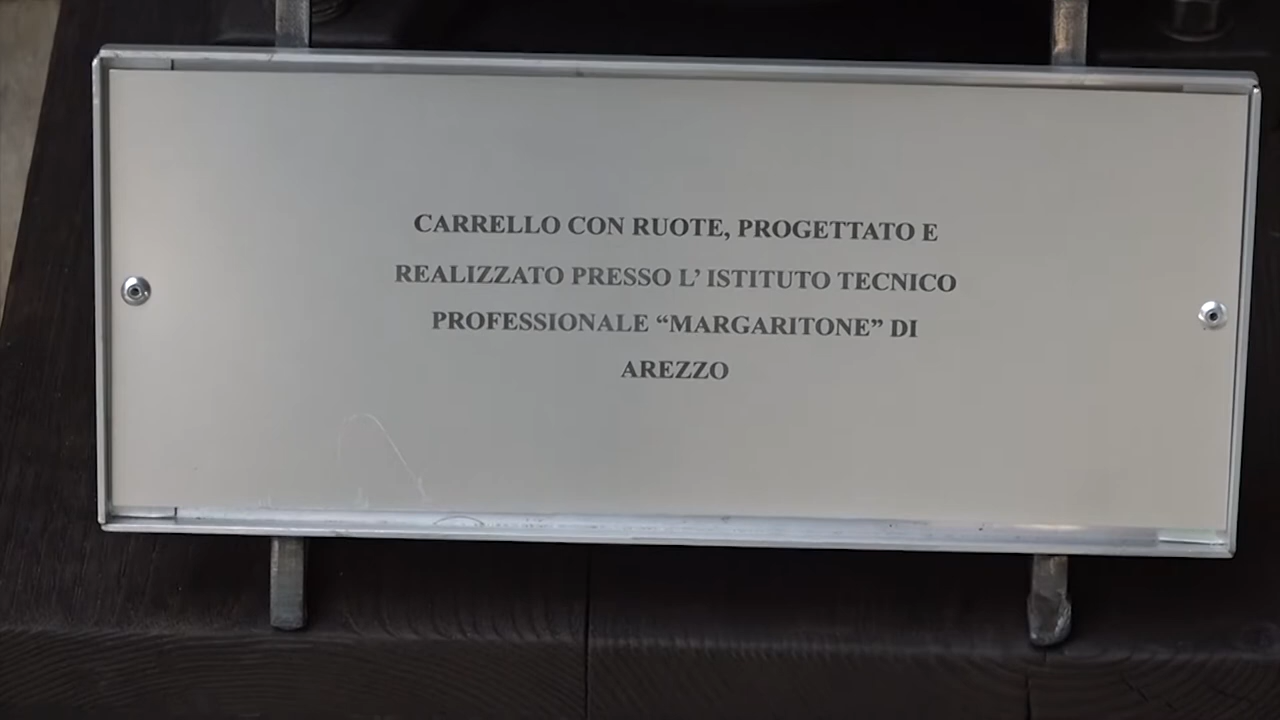 CARRELLO CON RUOTE, PROGETTATO E
REALIZZATO PRESSO L’ ISTITUTO TECNICO
PROFESSIONALE “MARGARITONE” DI
AREZZO